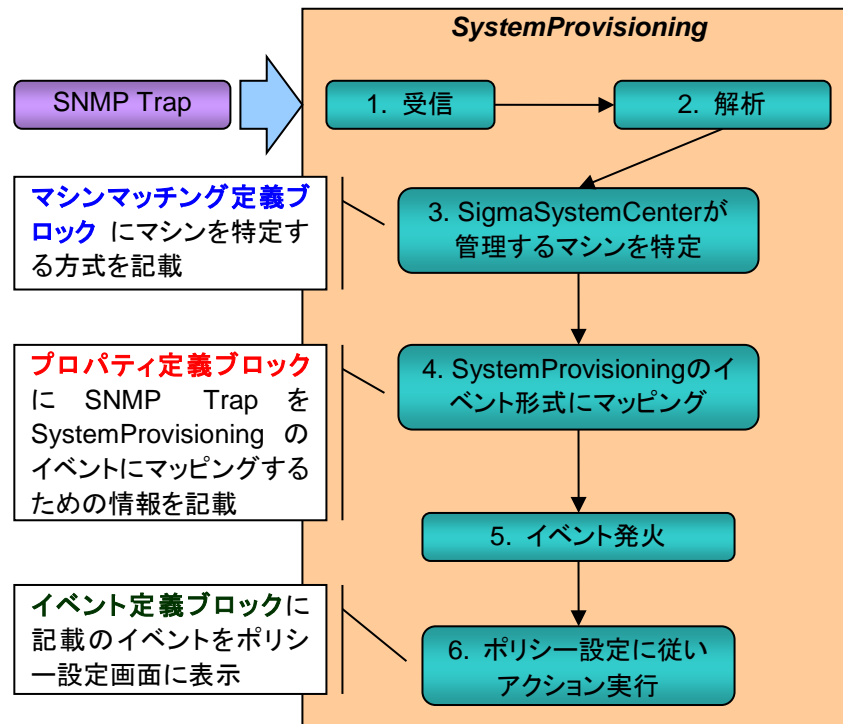 SystemProvisioning
SNMP Trap
1. 受信
2. 解析
マシンマッチング定義ブ
ロック にマシンを特定す
る方式を記載
3. SigmaSystemCenterが
管理するマシンを特定
プロパティ定義ブロック
に SNMP Trap を
SystemProvisioning の
イベントにマッピングする
ための情報を記載
4. SystemProvisioningのイ
ベント形式にマッピング
5. イベント発火
イベント定義ブロックに
記載のイベントをポリシ
ー設定画面に表示
6. ポリシー設定に従い
アクション実行